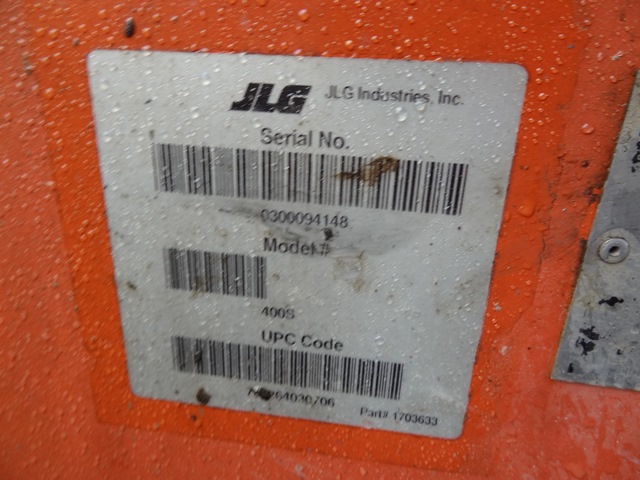 JLG JLG Industries, Inc.
Serial No.
0300094148
Model #
400S
UPC Code
Part# 1703633